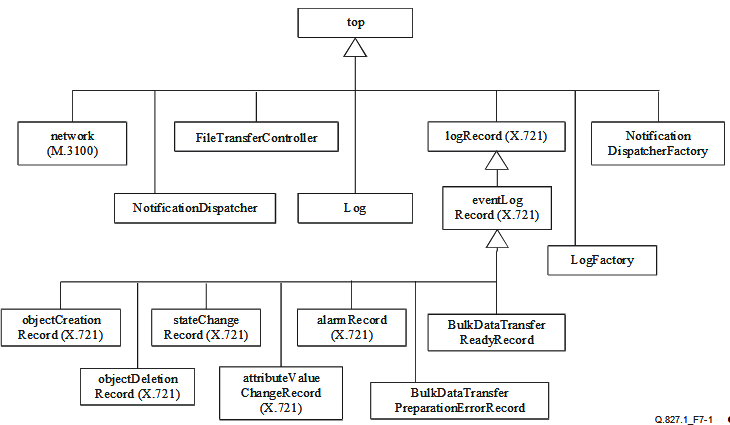 top
network
(M.3100)
FileTransferController
logRecord (X.721)
Notification
DispatcherFactory
NotificationDispatcher
Log
eventLog
Record (X.721)
LogFactory
objectCreation
Record (X.721)
stateChange
Record (X.721)
alarmRecord
(X.721)
BulkDataTransfer
ReadyRecord
objectDeletion
Record (X.721)
attributeValue
ChangeRecord
(X.721)
BulkDataTransfer
PreparationErrorRecord
Q.827.1_F7-1